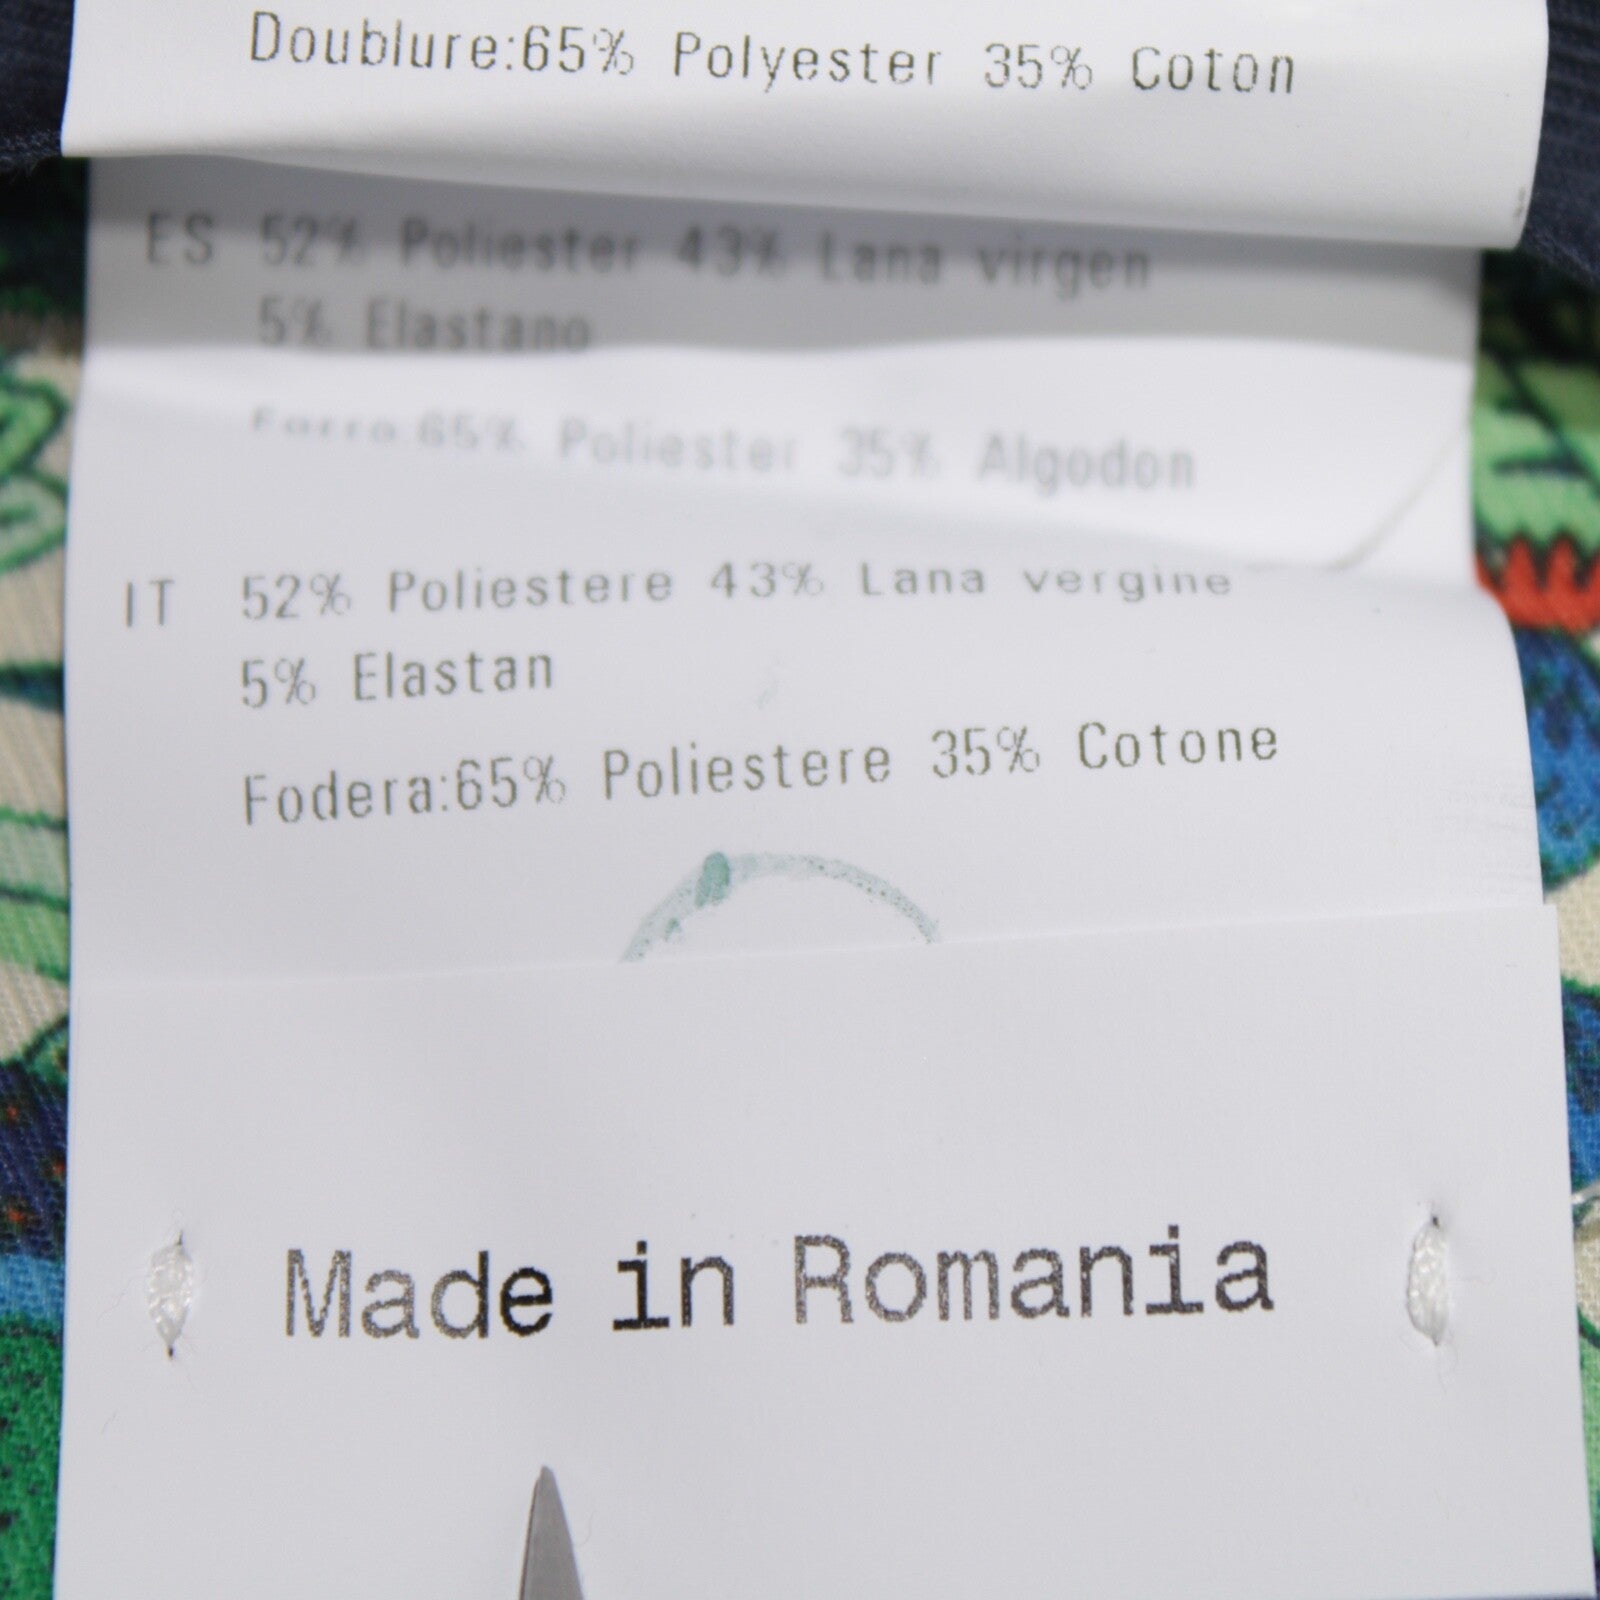 Doublure:65% Polyester 35% Coton
ES 52% Poliester 43% Lana virgen
5% Elastano
Forro:65% Poliester 35% Algodon
IT 52% Poliestere 43% Lana vergine
5% Elastan
Fodera:65% Poliestere 35% Cotone
Made in Romania